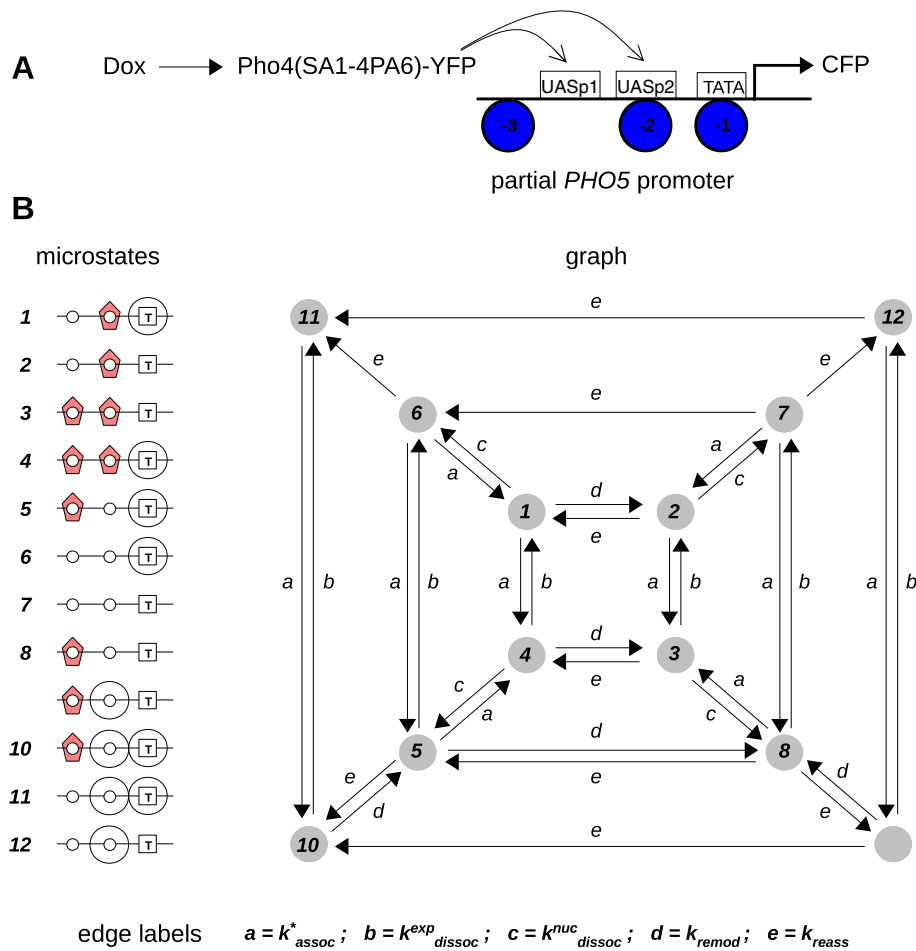 A
Dox
Pho4(SA1-4PA6)-YFP
CFP
UASp1
UASp2
TATA
-3
-2
-1
partial PHO5 promoter
B
microstates
graph
1
T
2
T
3
T
4
T
5
T
6
T
7
T
8
T
T
10
T
11
T
12
T
11
e
12
e
e
6
e
7
c
a
a
c
1
d
2
e
a
b
a
b
a
b
a
b
a
b
a
b
4
d
3
e
c
a
a
c
5
d
8
e
e
d
d
e
10
e
edge labels
a = k*assoc ; b = kexpdissoc ; c = knucdissoc ; d = kremod ; e = kreass